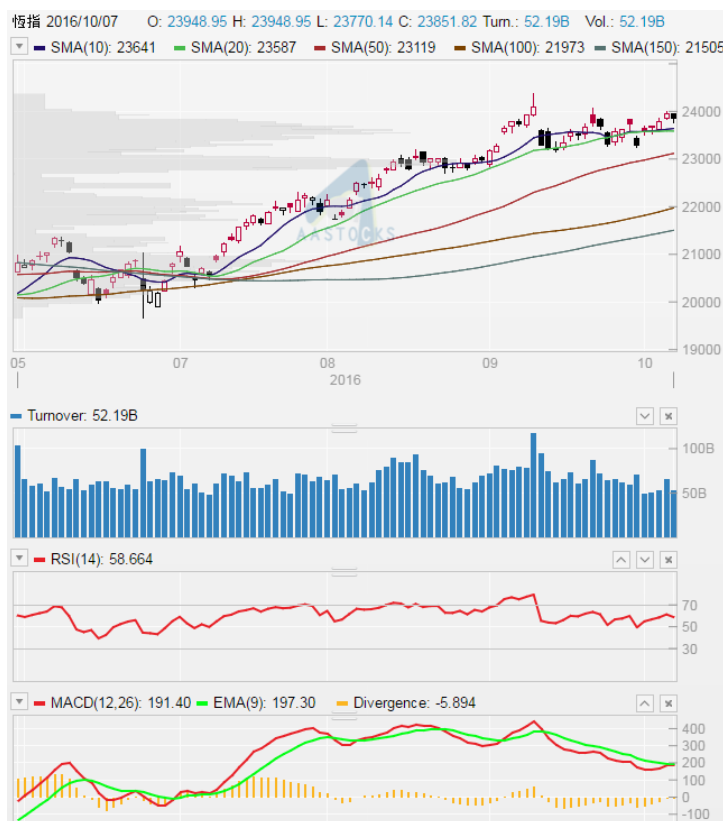 恆指 2016/10/07 O: 23948.95 H: 23948.95 L: 23770.14 C: 23851.82 Turn.: 52.19B Vol.: 52.19B
SMA(10): 23641 SMA(20): 23587 SMA(50): 23119 SMA(100): 21973 SMA(150): 21505
24000
23000
22000
AASTOCKS
21000
20000
19000
05 07 08 09 10
2016
Turnover: 52.19B
100B
50B
RSI(14): 58.664
70
50
30
MACD(12,26): 191.40 EMA(9): 197.30 Divergence: -5.894
400
300
200
100
0
-100